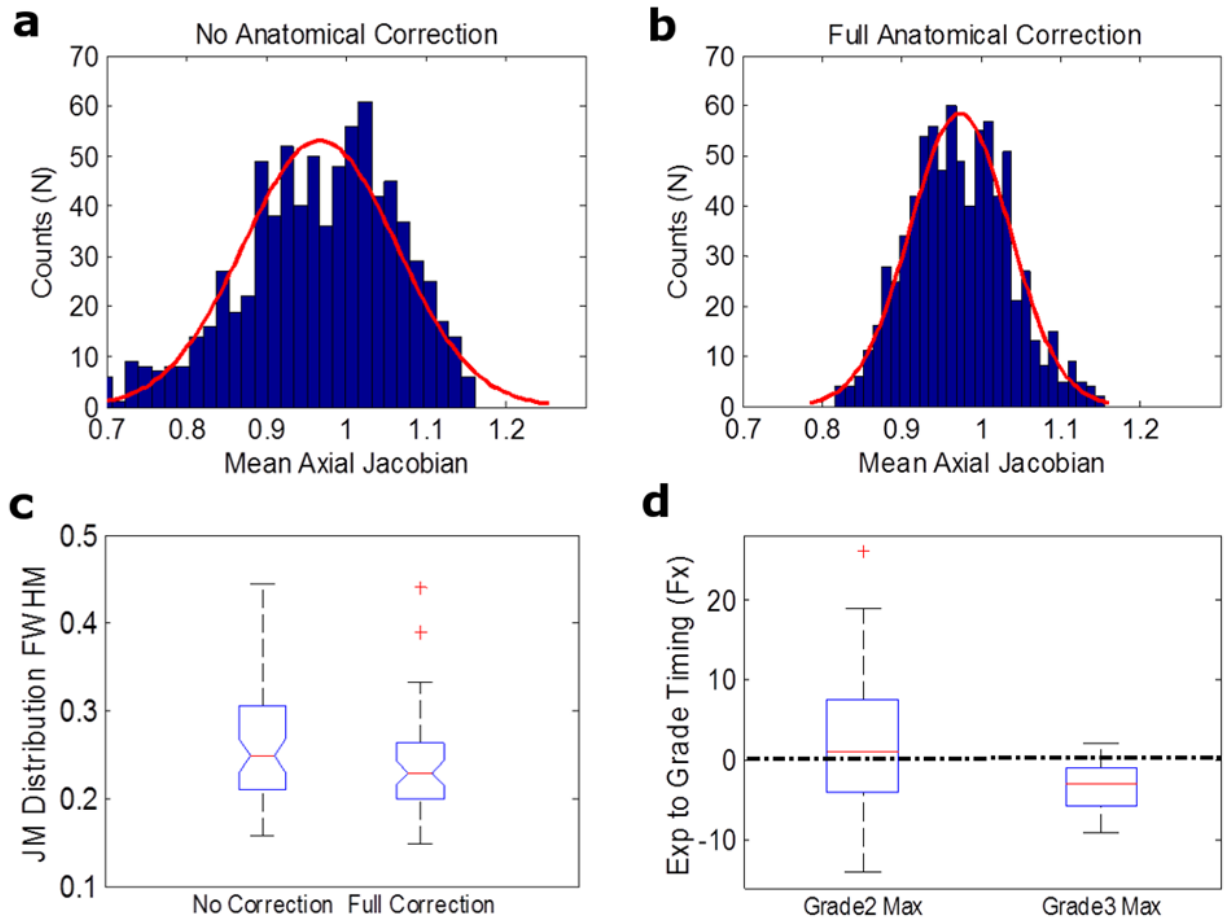 a
No Anatomical Correction
70
60
50
40
30
20
10
0
Counts (N)
0.7 0.8 0.9 1 1.1 1.2
Mean Axial Jacobian
b
Full Anatomical Correction
70
60
50
40
30
20
10
0
Counts (N)
0.7 0.8 0.9 1 1.1 1.2
Mean Axial Jacobian
c
0.5
0.4
0.3
0.2
0.1
JM Distribution FWHM
No Correction Full Correction
d
20
10
0
-10
Exp to Grade Timing (Fx)
Grade2 Max Grade3 Max